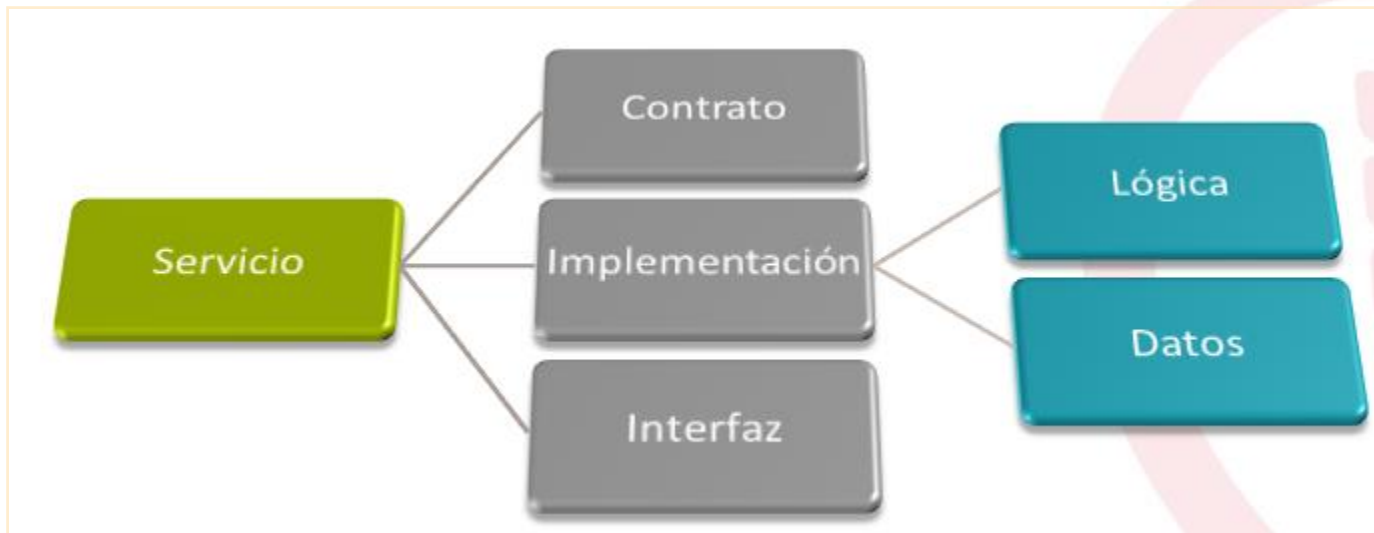 Servicio
Contrato
Implementación
Interfaz
Lógica
Datos